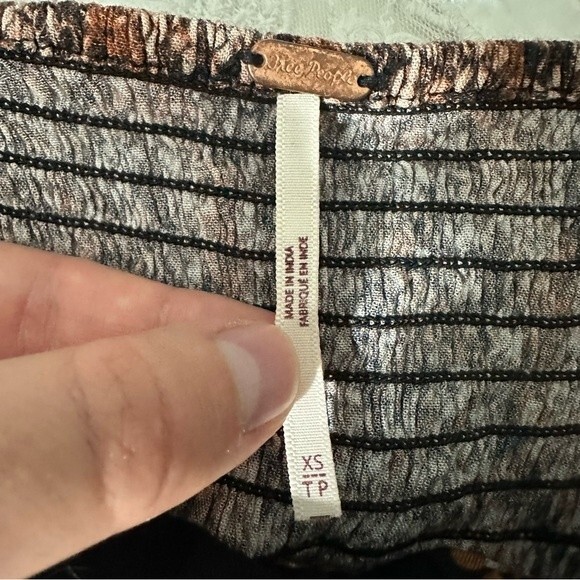 Free People
MADE IN INDIA
FABRIQUÉ EN INDE
XS
TP